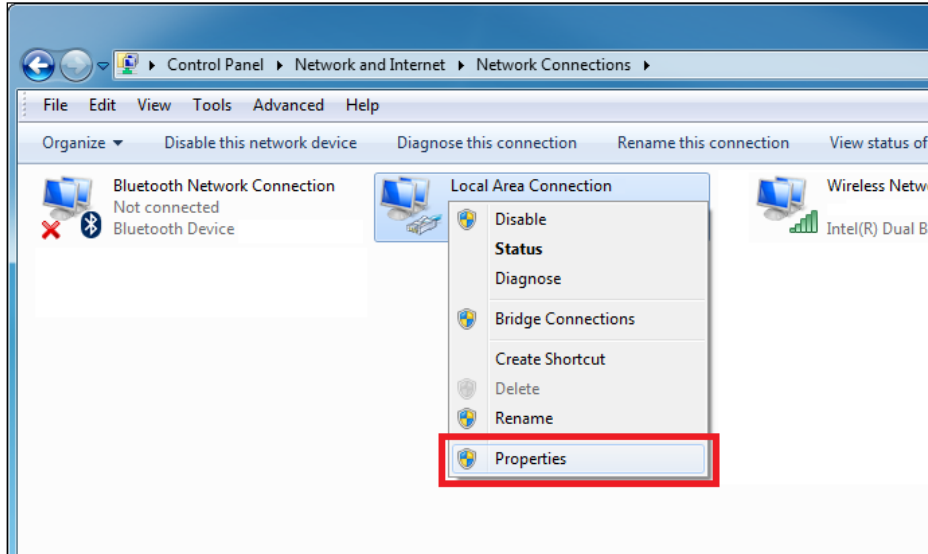 Control Panel Network and Internet Network Connections
File Edit View Tools Advanced Help
Organize Disable this network device Diagnose this connection Rename this connection View status of
Bluetooth Network Connection
Not connected
Bluetooth Device
Local Area Connection
Disable
Status
Diagnose
Bridge Connections
Create Shortcut
Delete
Rename
Properties
Wireless Netw
Intel(R) Dual B